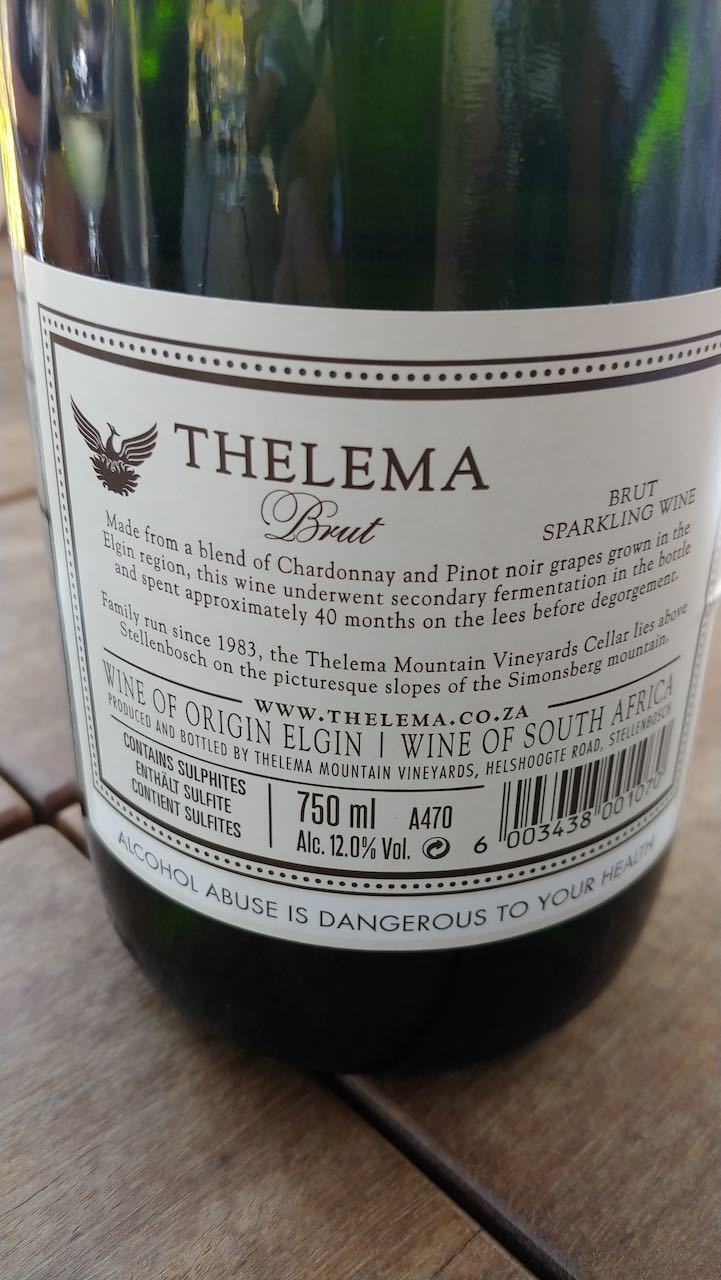 THELEMA
Brut
BRUT
SPARKLING WINE
Made from a blend of Chardonnay and Pinot noir grapes grown in the
Elgin region, this wine underwent secondary fermentation in the bottle
and spent approximately 40 months on the lees before degorgement.
Family run since 1983, the Thelema Mountain Vineyards Cellar lies above
Stellenbosch on the picturesque slopes of the Simonsberg mountain.
WWW.THELEMA.CO.ZA
WINE OF ORIGIN ELGIN | WINE OF SOUTH AFRICA
PRODUCED AND BOTTLED BY THELEMA MOUNTAIN VINEYARDS, HELSHOOGTE ROAD, STELLENBOSCH
CONTAINS SULPHITES
ENTHÄLT SULFITE
CONTIENT SULFITES
750 ml A470
Alc. 12.0% Vol.
6 003438 001070
ALCOHOL ABUSE IS DANGEROUS TO YOUR HEALTH